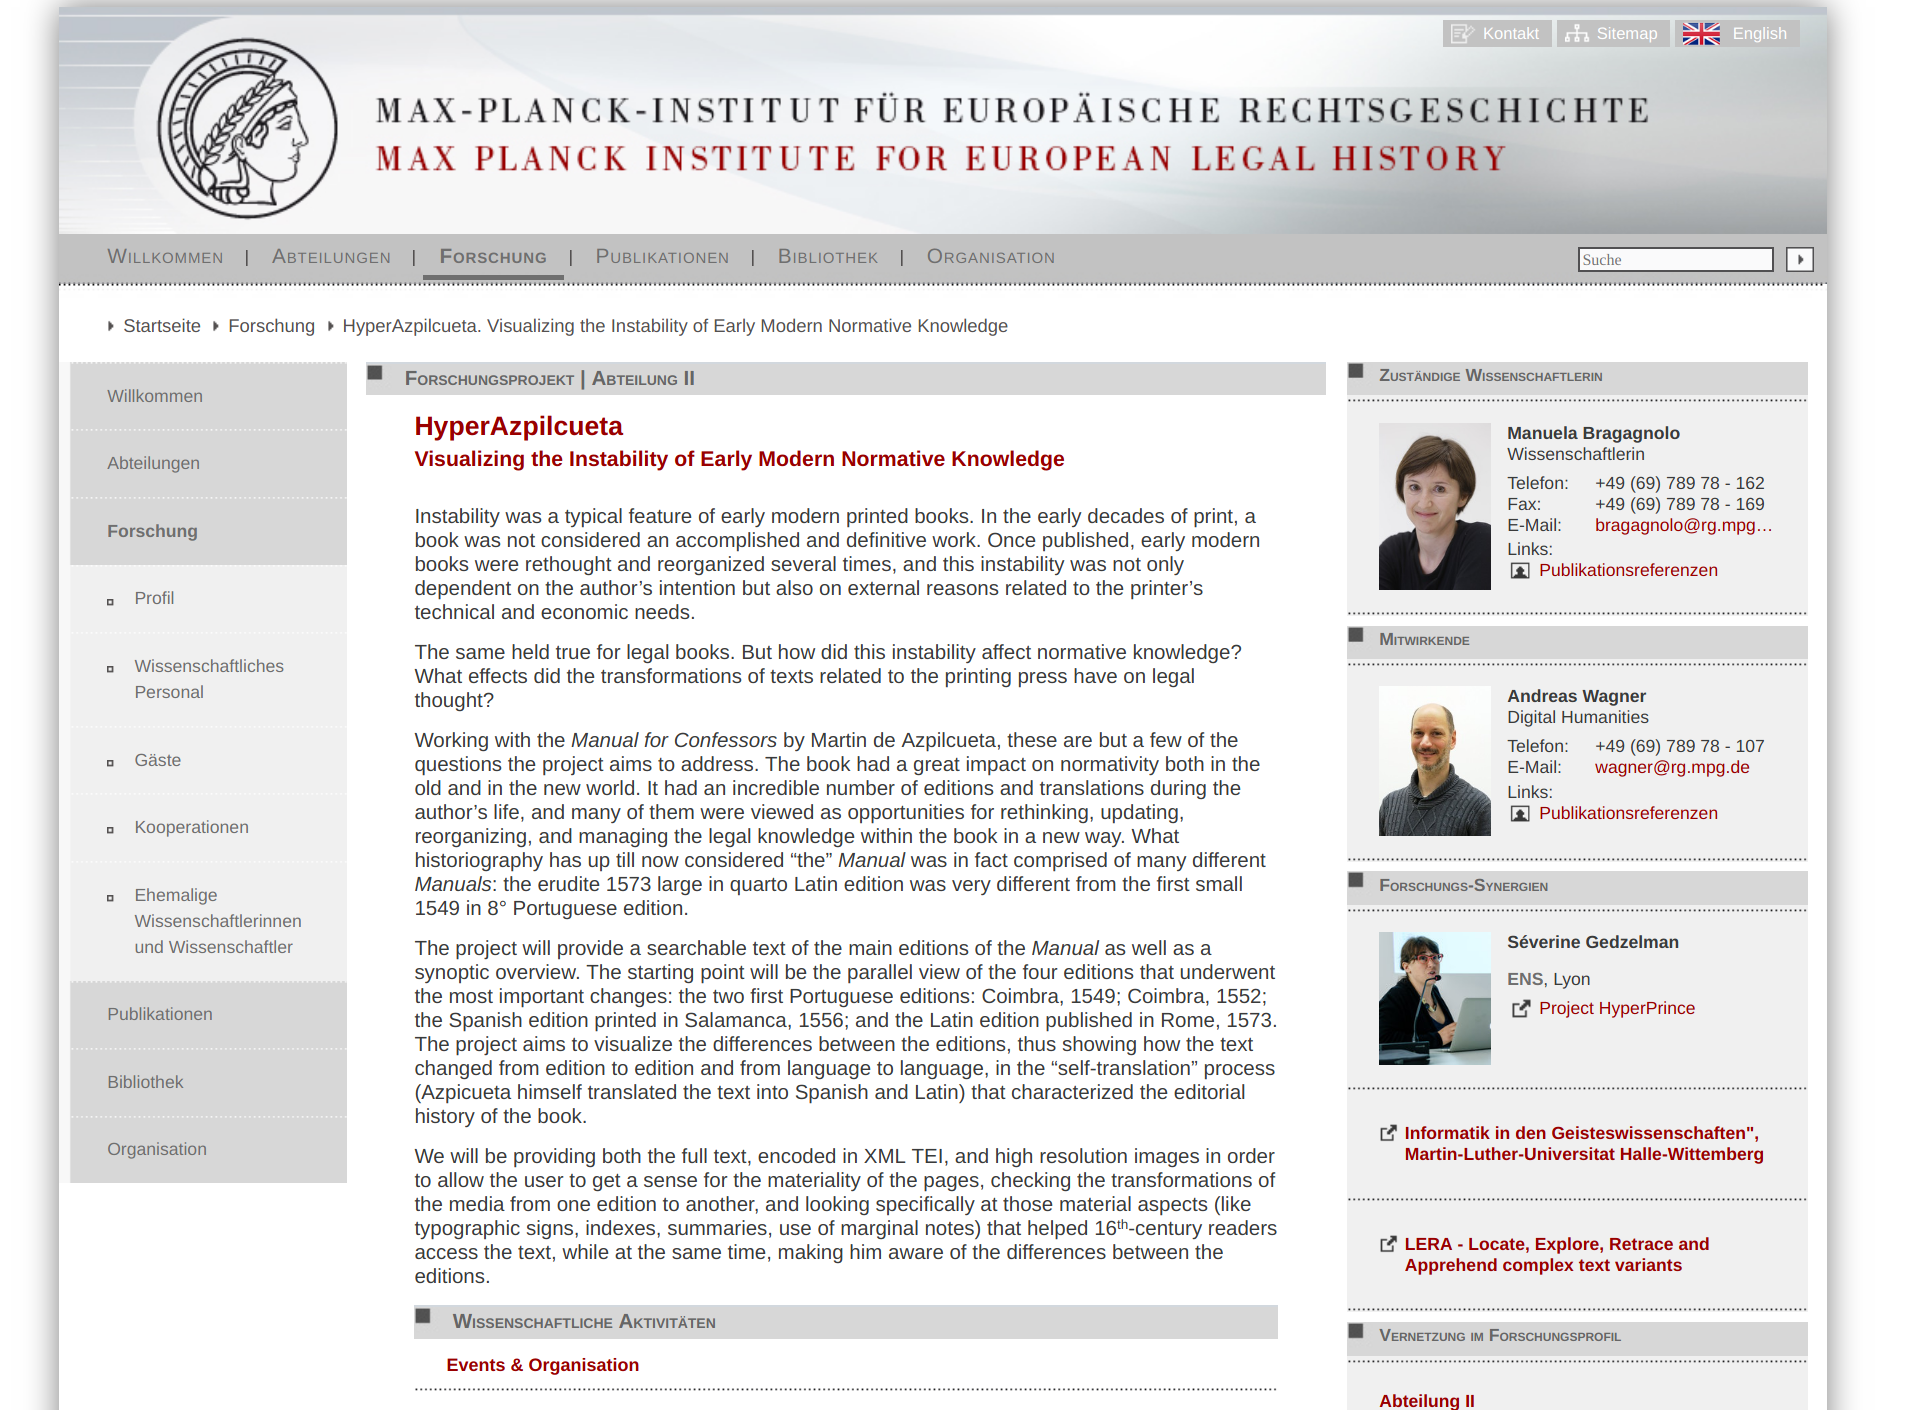 Kontakt
Sitemap
English
MAX-PLANCK-INSTITUT FÜR EUROPÄISCHE RECHTSGESCHICHTE
MAX PLANCK INSTITUTE FOR EUROPEAN LEGAL HISTORY
Willkommen | Abteilungen | Forschung | Publikationen | Bibliothek | Organisation
Suche
Startseite Forschung HyperAzpilcueta. Visualizing the Instability of Early Modern Normative Knowledge
Willkommen
Abteilungen
Forschung
Profil
Wissenschaftliches
Personal
Gäste
Kooperationen
Ehemalige
Wissenschaftlerinnen
und Wissenschaftler
Publikationen
Bibliothek
Organisation
Forschungsprojekt | Abteilung II
HyperAzpilcueta
Visualizing the Instability of Early Modern Normative Knowledge
Instability was a typical feature of early modern printed books. In the early decades of print, a
book was not considered an accomplished and definitive work. Once published, early modern
books were rethought and reorganized several times, and this instability was not only
dependent on the author’s intention but also on external reasons related to the printer’s
technical and economic needs.
The same held true for legal books. But how did this instability affect normative knowledge?
What effects did the transformations of texts related to the printing press have on legal
thought?
Working with the Manual for Confessors by Martin de Azpilcueta, these are but a few of the
questions the project aims to address. The book had a great impact on normativity both in the
old and in the new world. It had an incredible number of editions and translations during the
author’s life, and many of them were viewed as opportunities for rethinking, updating,
reorganizing, and managing the legal knowledge within the book in a new way. What
historiography has up till now considered “the” Manual was in fact comprised of many different
Manuals: the erudite 1573 large in quarto Latin edition was very different from the first small
1549 in 8° Portuguese edition.
The project will provide a searchable text of the main editions of the Manual as well as a
synoptic overview. The starting point will be the parallel view of the four editions that underwent
the most important changes: the two first Portuguese editions: Coimbra, 1549; Coimbra, 1552;
the Spanish edition printed in Salamanca, 1556; and the Latin edition published in Rome, 1573.
The project aims to visualize the differences between the editions, thus showing how the text
changed from edition to edition and from language to language, in the “self-translation” process
(Azpicueta himself translated the text into Spanish and Latin) that characterized the editorial
history of the book.
We will be providing both the full text, encoded in XML TEI, and high resolution images in order
to allow the user to get a sense for the materiality of the pages, checking the transformations of
the media from one edition to another, and looking specifically at those material aspects (like
typographic signs, indexes, summaries, use of marginal notes) that helped 16th-century readers
access the text, while at the same time, making him aware of the differences between the
editions.
Wissenschaftliche Aktivitäten
Events & Organisation
Zuständige Wissenschaftlerin
Manuela Bragagnolo
Wissenschaftlerin
Telefon: +49 (69) 789 78 - 162
Fax: +49 (69) 789 78 - 169
E-Mail: bragagnolo@rg.mpg…
Links:
Publikationsreferenzen
Mitwirkende
Andreas Wagner
Digital Humanities
Telefon: +49 (69) 789 78 - 107
E-Mail: wagner@rg.mpg.de
Links:
Publikationsreferenzen
Forschungs-Synergien
Séverine Gedzelman
ENS, Lyon
Project HyperPrince
Informatik in den Geisteswissenschaften",
Martin-Luther-Universitat Halle-Wittemberg
LERA - Locate, Explore, Retrace and
Apprehend complex text variants
Vernetzung im Forschungsprofil
Abteilung II